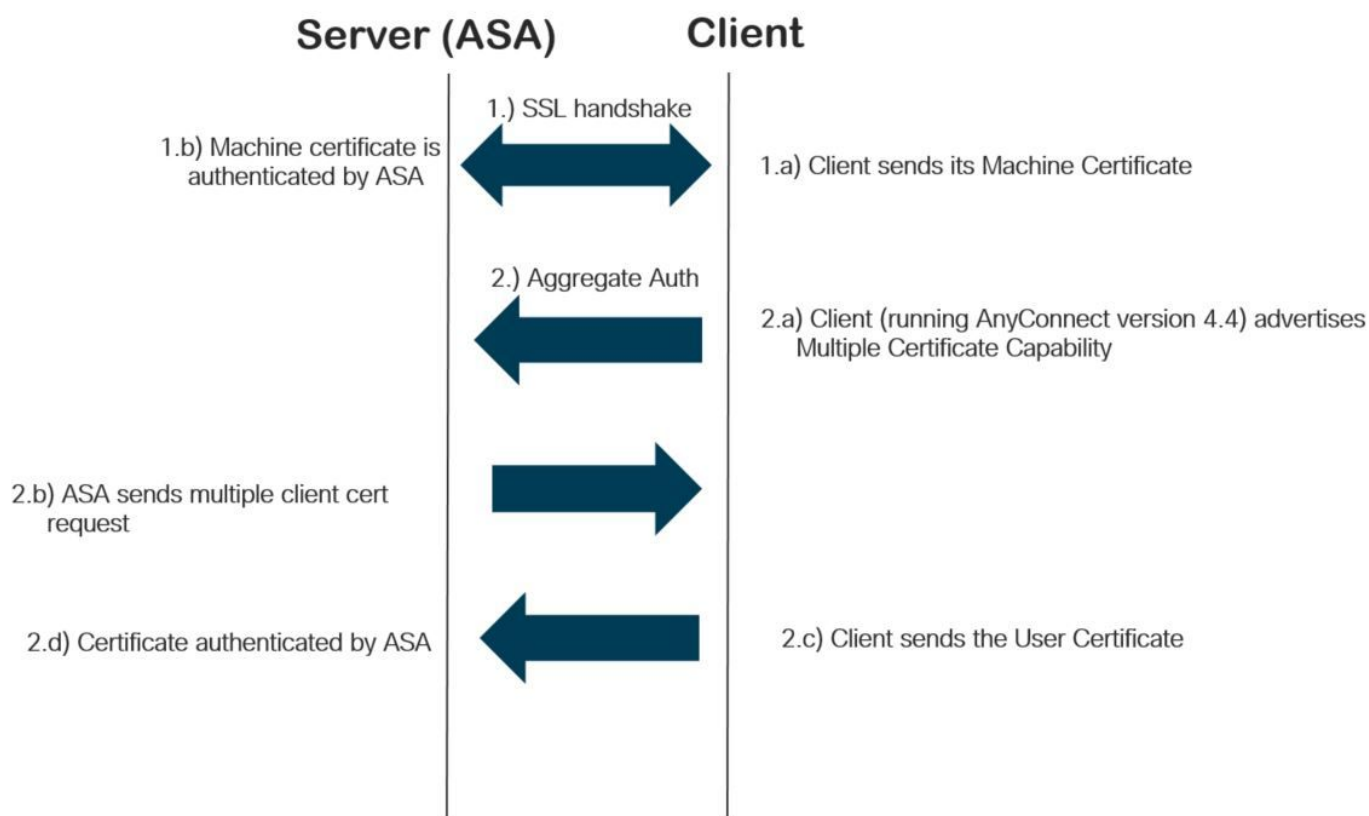 Server (ASA)
Client
1.) SSL handshake
1.b) Machine certificate is
authenticated by ASA
1.a) Client sends its Machine Certificate
2.) Aggregate Auth
2.a) Client (running AnyConnect version 4.4) advertises
Multiple Certificate Capability
2.b) ASA sends multiple client cert
request
2.d) Certificate authenticated by ASA
2.c) Client sends the User Certificate